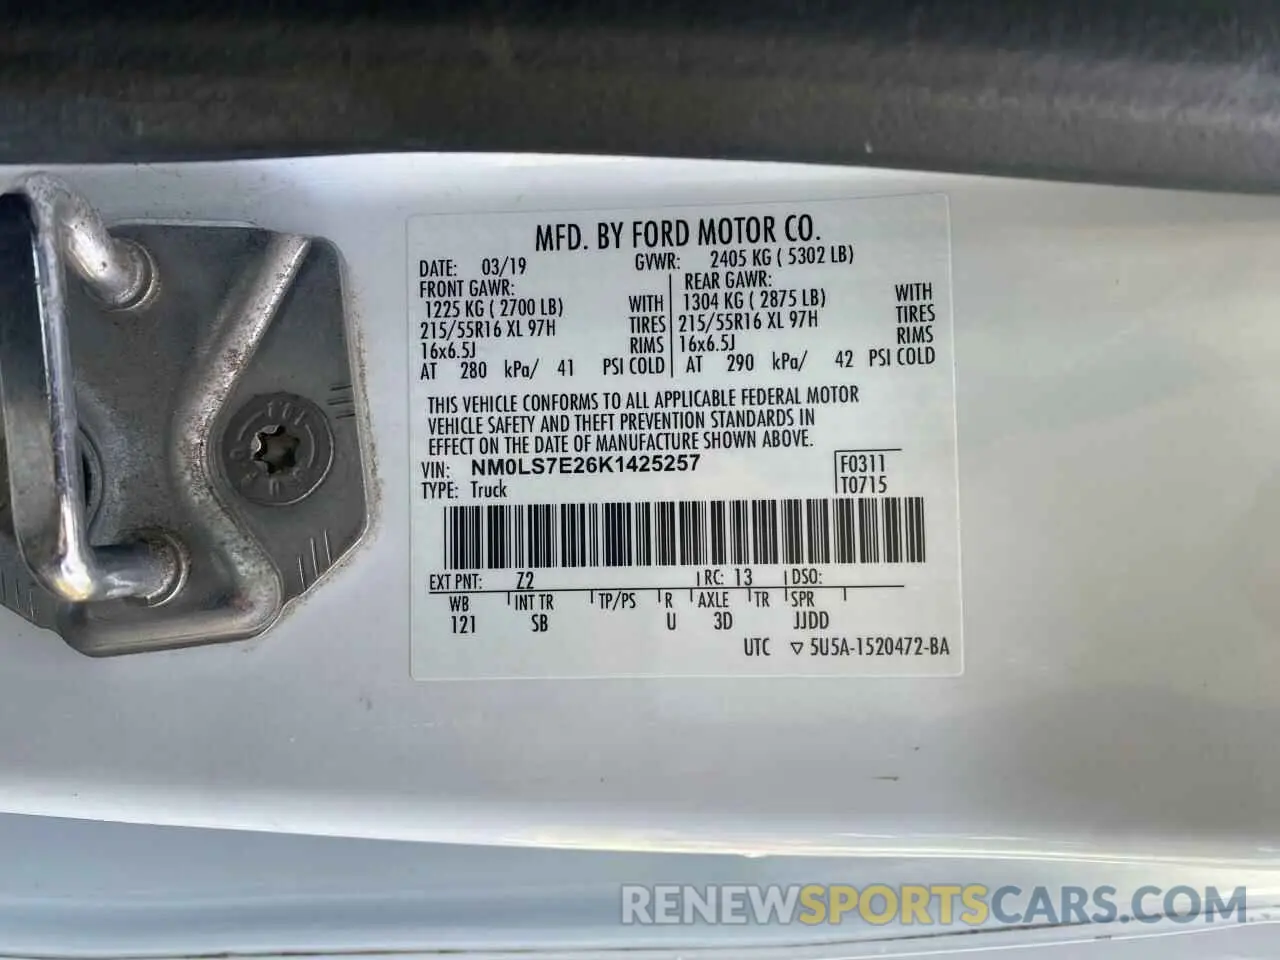 MFD. BY FORD MOTOR CO.
DATE: 03/19 GVWR: 2405 KG ( 5302 LB)
FRONT GAWR: REAR GAWR:
1225 KG ( 2700 LB) WITH 1304 KG ( 2875 LB) WITH
215/55R16 XL 97H TIRES 215/55R16 XL 97H TIRES
16x6.5J RIMS 16x6.5J RIMS
AT 280 kPa/ 41 PSI COLD AT 290 kPa/ 42 PSI COLD
THIS VEHICLE CONFORMS TO ALL APPLICABLE FEDERAL MOTOR
VEHICLE SAFETY AND THEFT PREVENTION STANDARDS IN
EFFECT ON THE DATE OF MANUFACTURE SHOWN ABOVE.
VIN: NM0LS7E26K1425257 F0311
TYPE: Truck T0715
EXT PNT: Z2 RC: 13 DSO:
WB INT TR TP/PS R AXLE TR SPR
121 SB U 3D JJDD
UTC ▽ 5U5A-1520472-BA
RENEWSPORTSCARS.COM